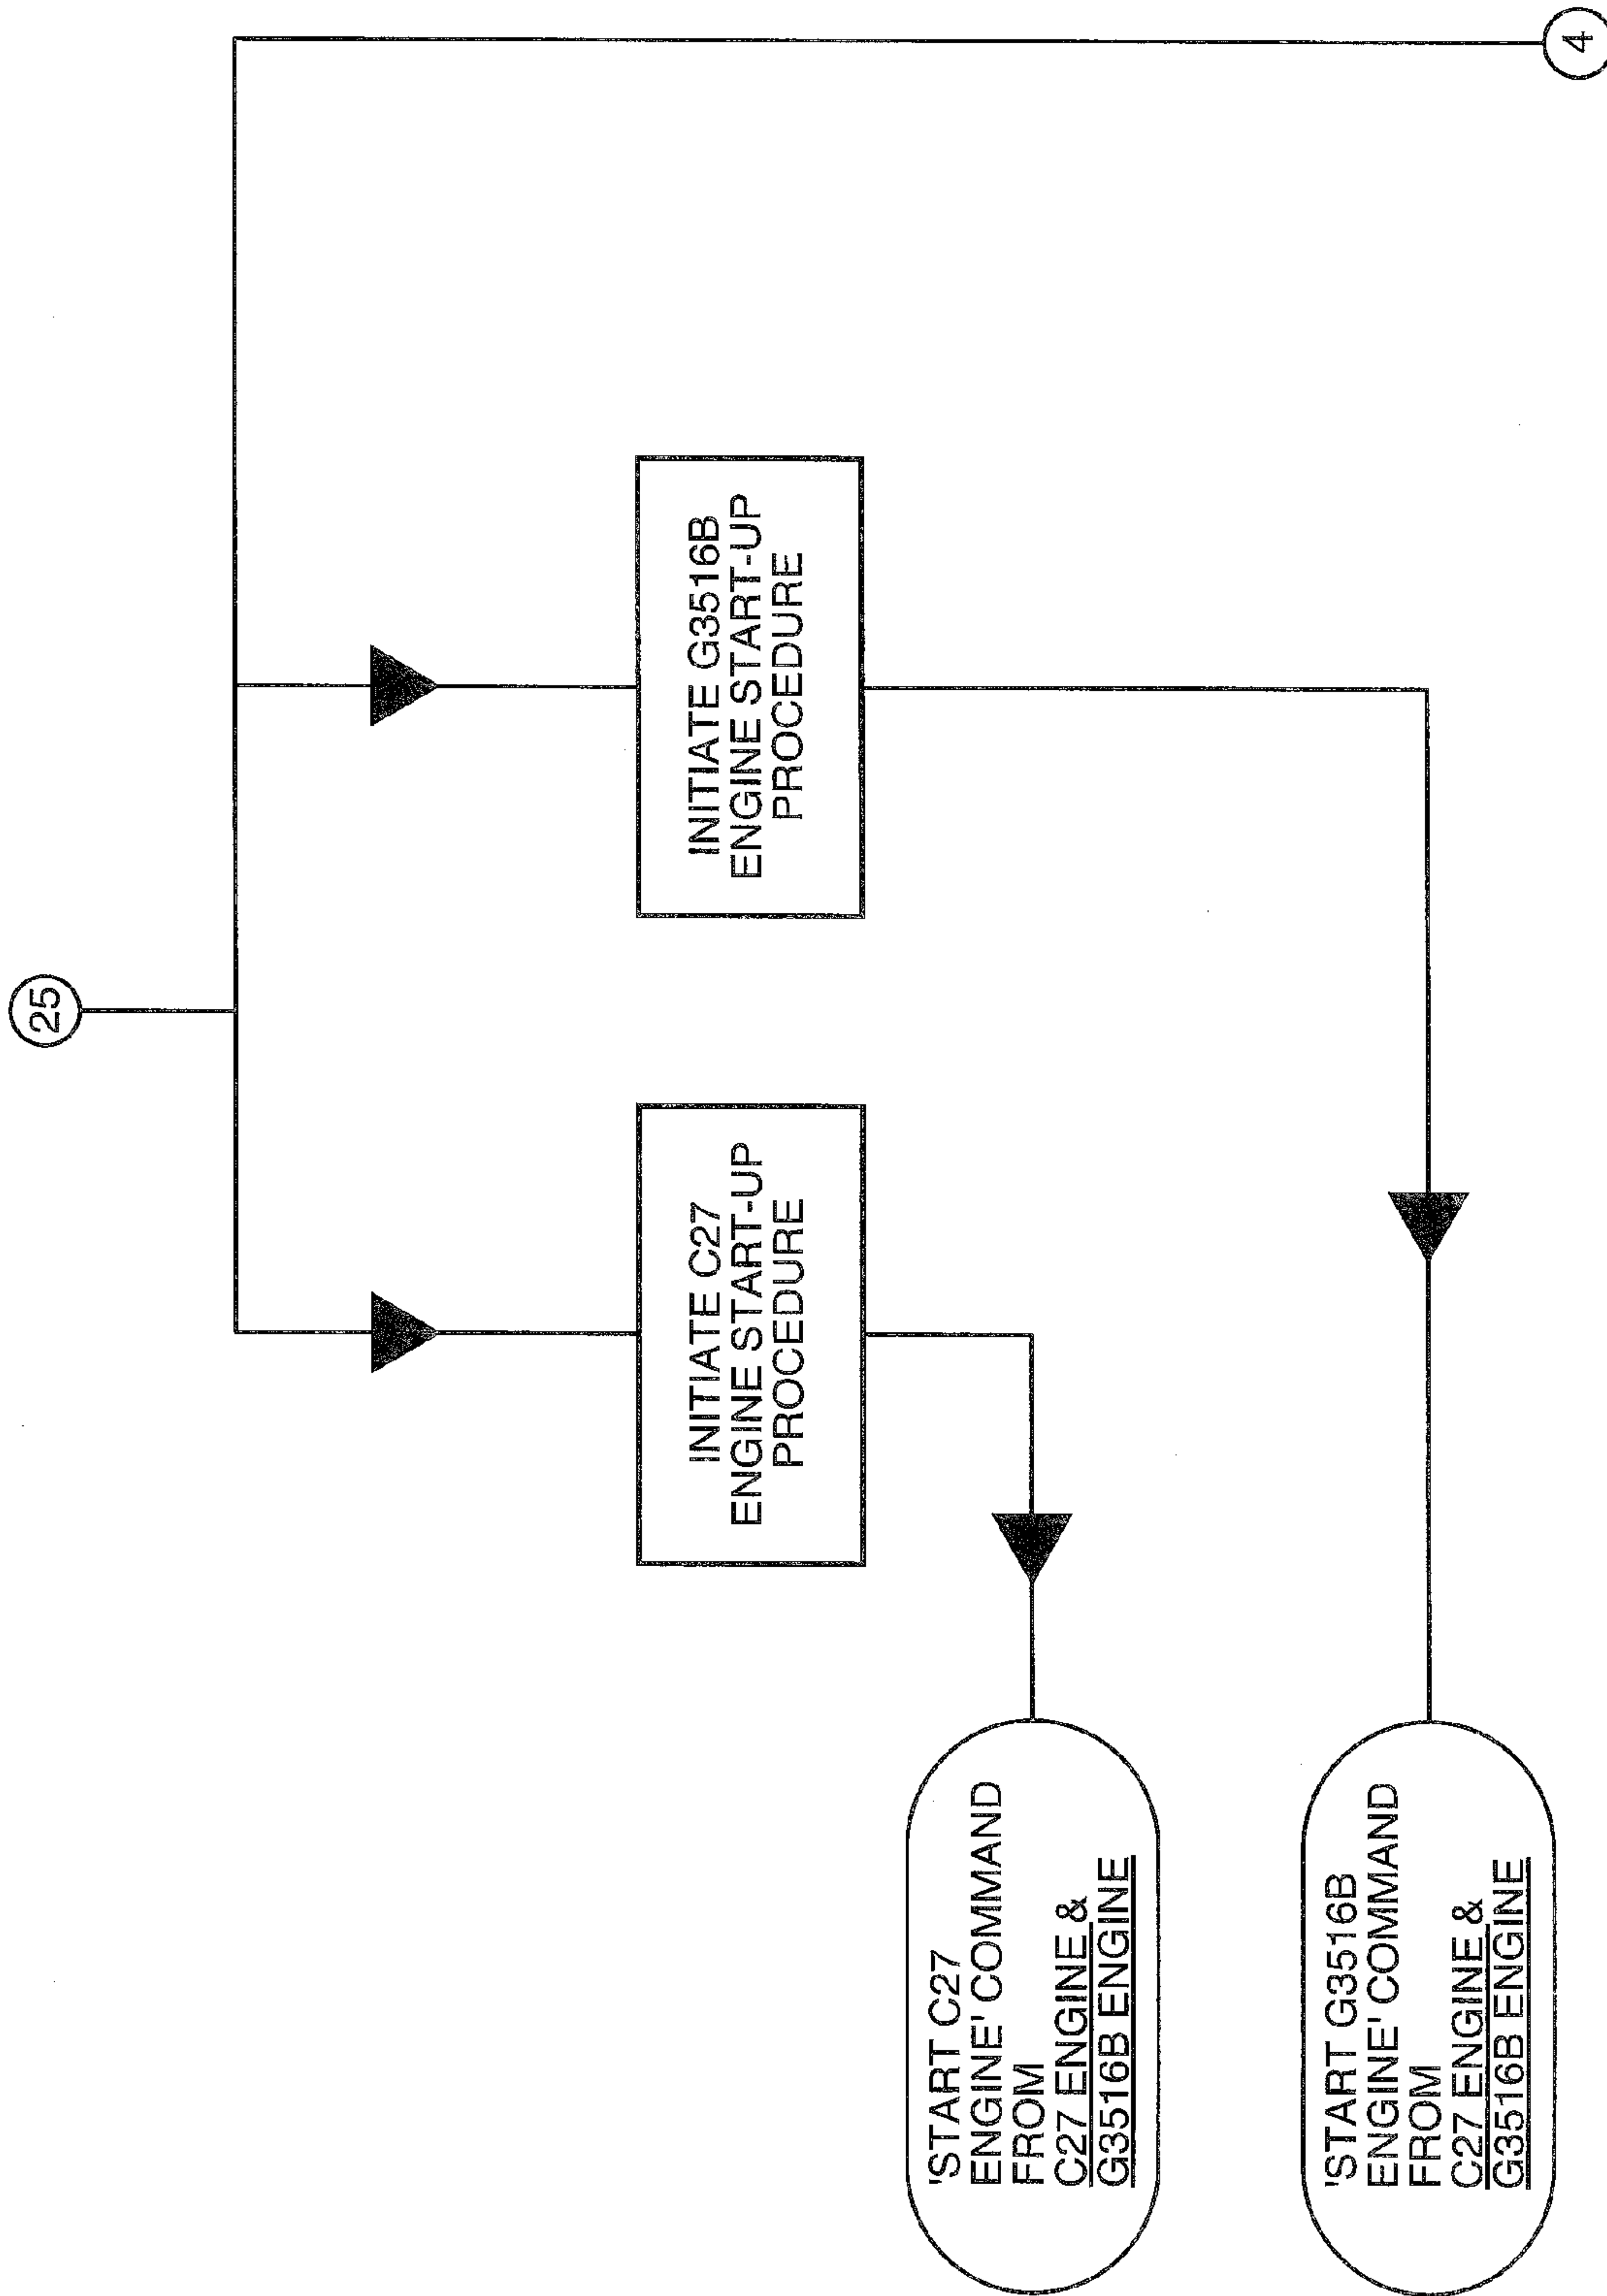 25
INITIATE C27
ENGINE START-UP
PROCEDURE
INITIATE G3516B
ENGINE START-UP
PROCEDURE
'START C27
ENGINE' COMMAND
FROM
C27 ENGINE &
G3516B ENGINE
'START G3516B
ENGINE' COMMAND
FROM
C27 ENGINE &
G3516B ENGINE
4